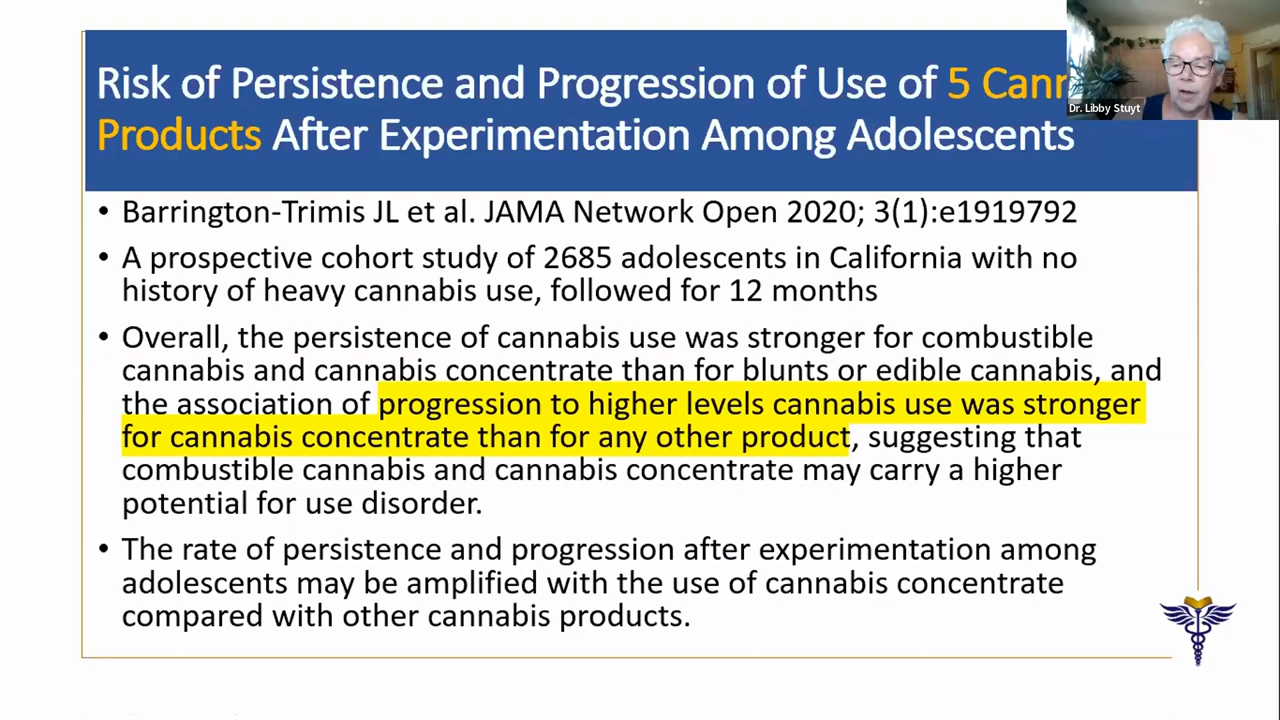 Risk of Persistence and Progression of Use of 5
Products After Experimentation Among Adolescents
Dr. Libby Stuyt
• Barrington-Trimis JL et al. JAMA Network Open 2020; 3(1):e1919792
• A prospective cohort study of 2685 adolescents in California with no
history of heavy cannabis use, followed for 12 months
• Overall, the persistence of cannabis use was stronger for combustible
cannabis and cannabis concentrate than for blunts or edible cannabis, and
the association of progression to higher levels cannabis use was stronger
for cannabis concentrate than for any other product, suggesting that
combustible cannabis and cannabis concentrate may carry a higher
potential for use disorder.
• The rate of persistence and progression after experimentation among
adolescents may be amplified with the use of cannabis concentrate
compared with other cannabis products.